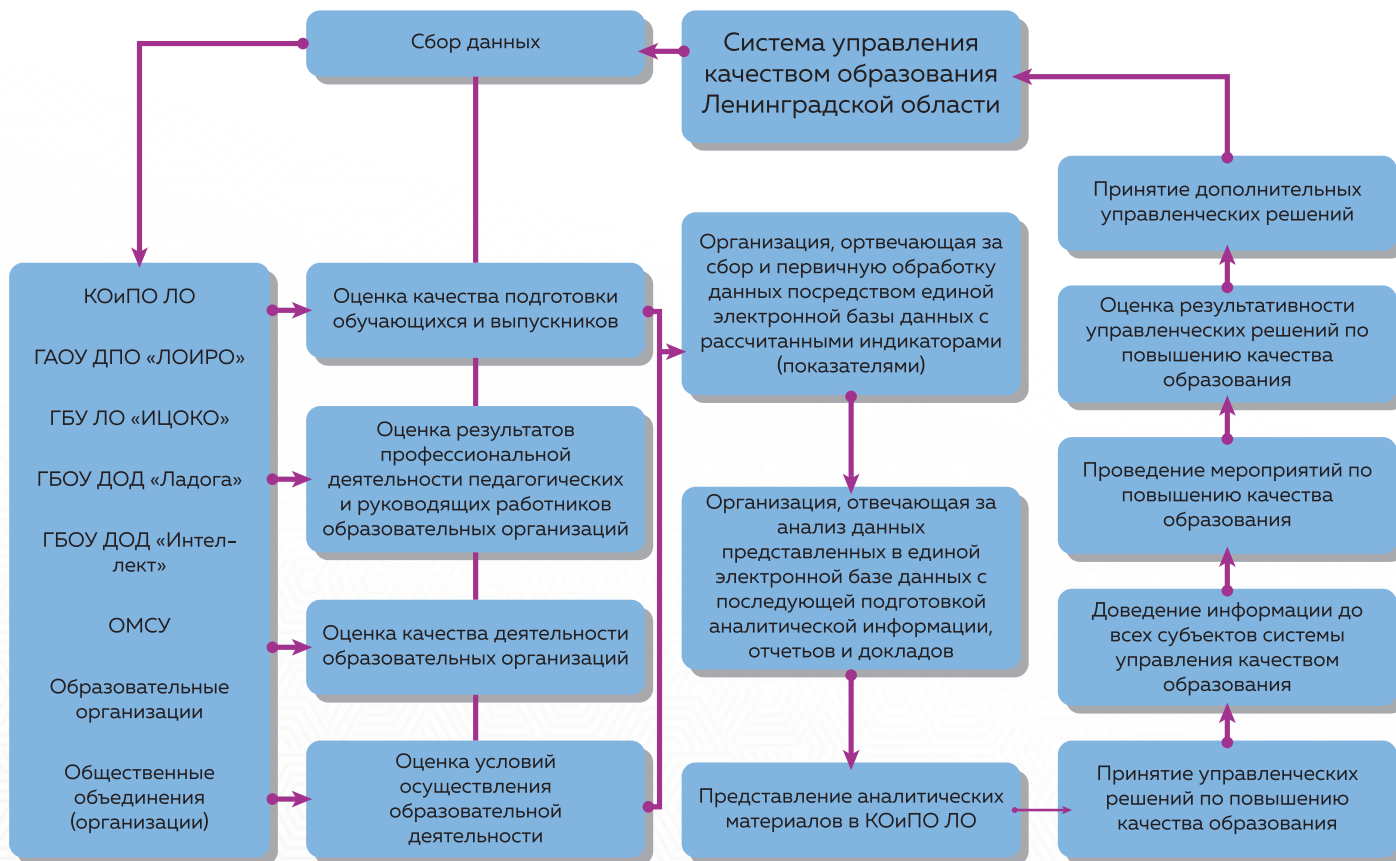 Сбор данных
Система управления
качеством образования
Ленинградской области
КОиПО ЛО
ГАОУ ДПО «ЛОИРО»
ГБУ ЛО «ИЦОКО»
ГБОУ ДОД «Ладога»
ГБОУ ДОД «Интел-
лект»
ОМСУ
Образовательные
организации
Общественные
объединения
(организации)
Оценка качества подготовки
обучающихся и выпускников
Оценка результатов
профессиональной
деятельности педагогических
и руководящих работников
образовательных организаций
Оценка качества деятельности
образовательных организаций
Оценка условий
осуществления
образовательной
деятельности
Организация, ортвечающая за
сбор и первичную обработку
данных посредством единой
электронной базы данных с
рассчитанными индикаторами
(показателями)
Организация, отвечающая за
анализ данных
представленных в единой
электронной базе данных с
последующей подготовкой
аналитической информации,
отчетьов и докладов
Представление аналитических
материалов в КОиПО ЛО
Принятие дополнительных
управленческих решений
Оценка результативности
управленческих решений по
повышению качества
образования
Проведение мероприятий по
повышению качества
образования
Доведение информации до
всех субъектов системы
управления качеством
образования
Принятие управленческих
решений по повышению
качества образования